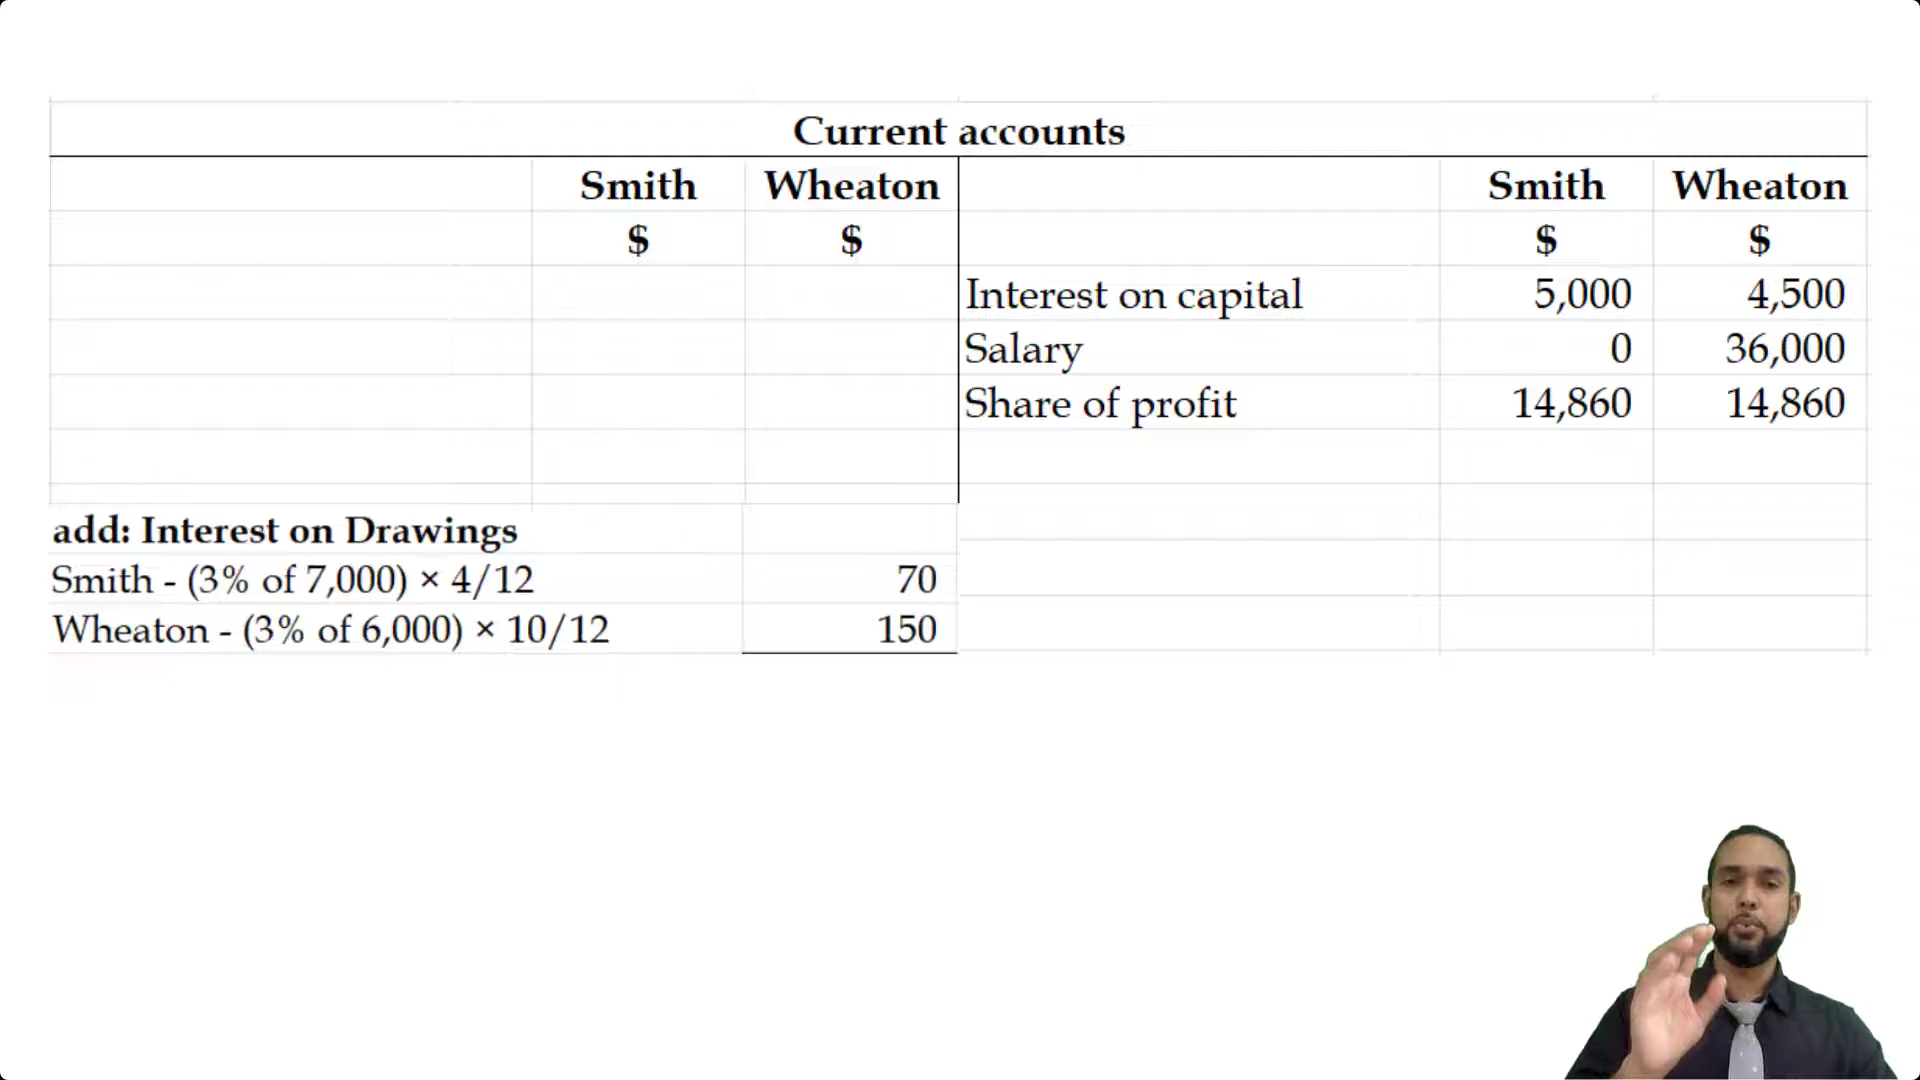 Current accounts
Smith Wheaton Smith Wheaton
$ $ $ $
Interest on capital 5,000 4,500
Salary 0 36,000
Share of profit 14,860 14,860
add: Interest on Drawings
Smith - (3% of 7,000) × 4/12 70
Wheaton - (3% of 6,000) × 10/12 150